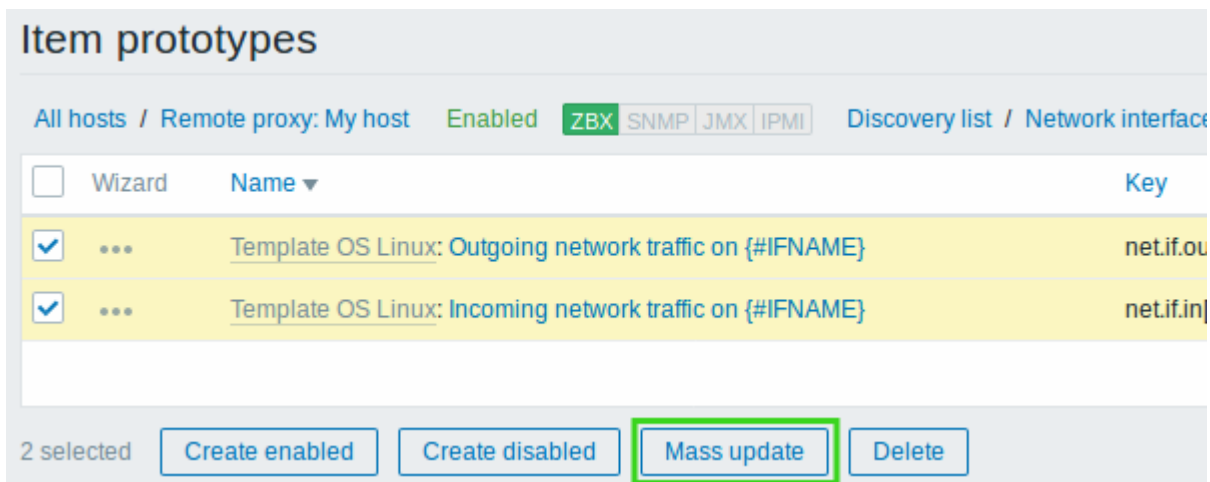 Item prototypes
All hosts / Remote proxy: My host Enabled ZBX SNMP JMX IPMI Discovery list / Network interface
Wizard Name Key
Template OS Linux: Outgoing network traffic on {#IFNAME} net.if.ou
Template OS Linux: Incoming network traffic on {#IFNAME} net.if.in[
2 selected Create enabled Create disabled Mass update Delete